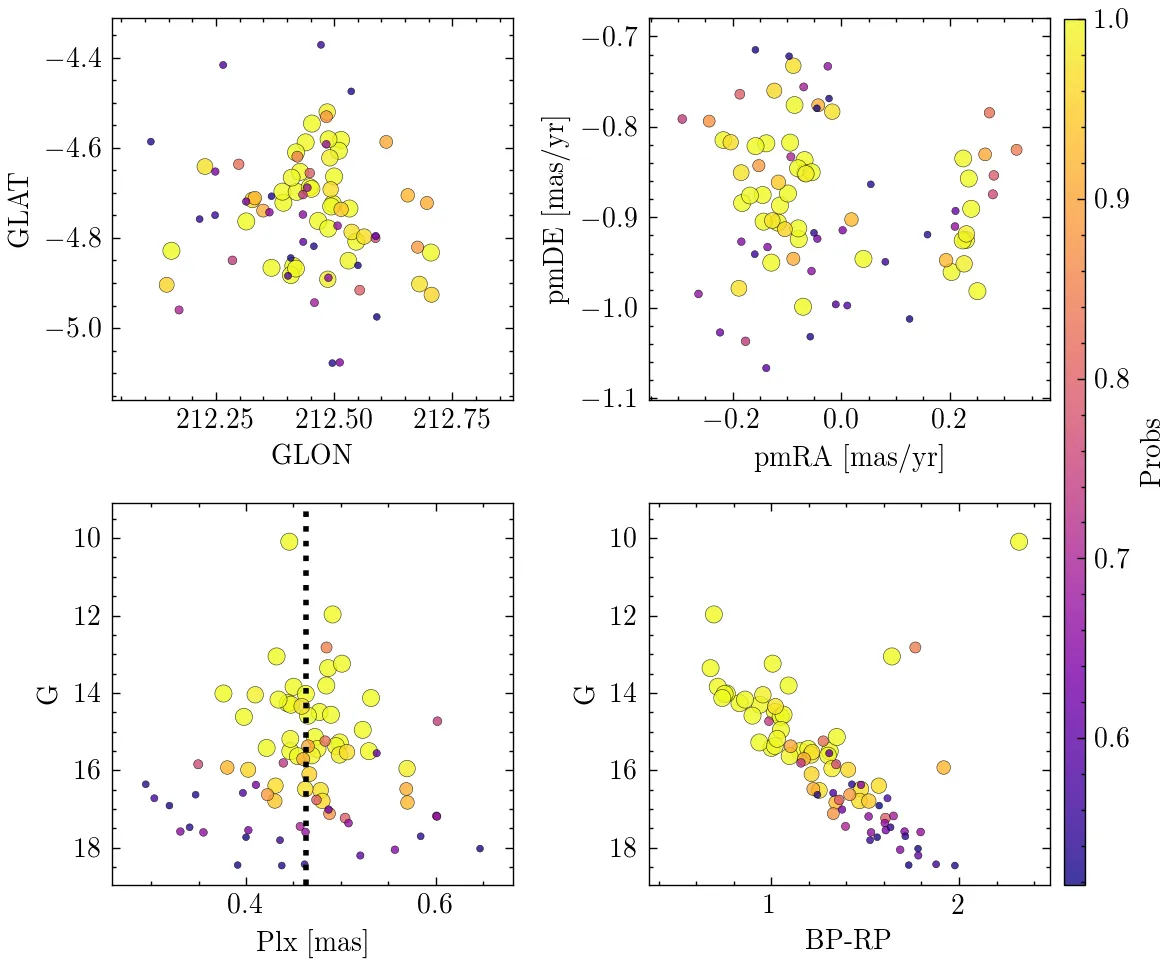 −4.4
−4.6
−4.8
−5.0
GLAT
212.25 212.50 212.75
GLON
−0.7
−0.8
−0.9
−1.0
−1.1
pmDE [mas/yr]
−0.2 0.0 0.2
pmRA [mas/yr]
10
12
14
16
18
G
0.4 0.6
Plx [mas]
10
12
14
16
18
G
1 2
BP-RP
1.0
0.9
0.8
0.7
0.6
Probs